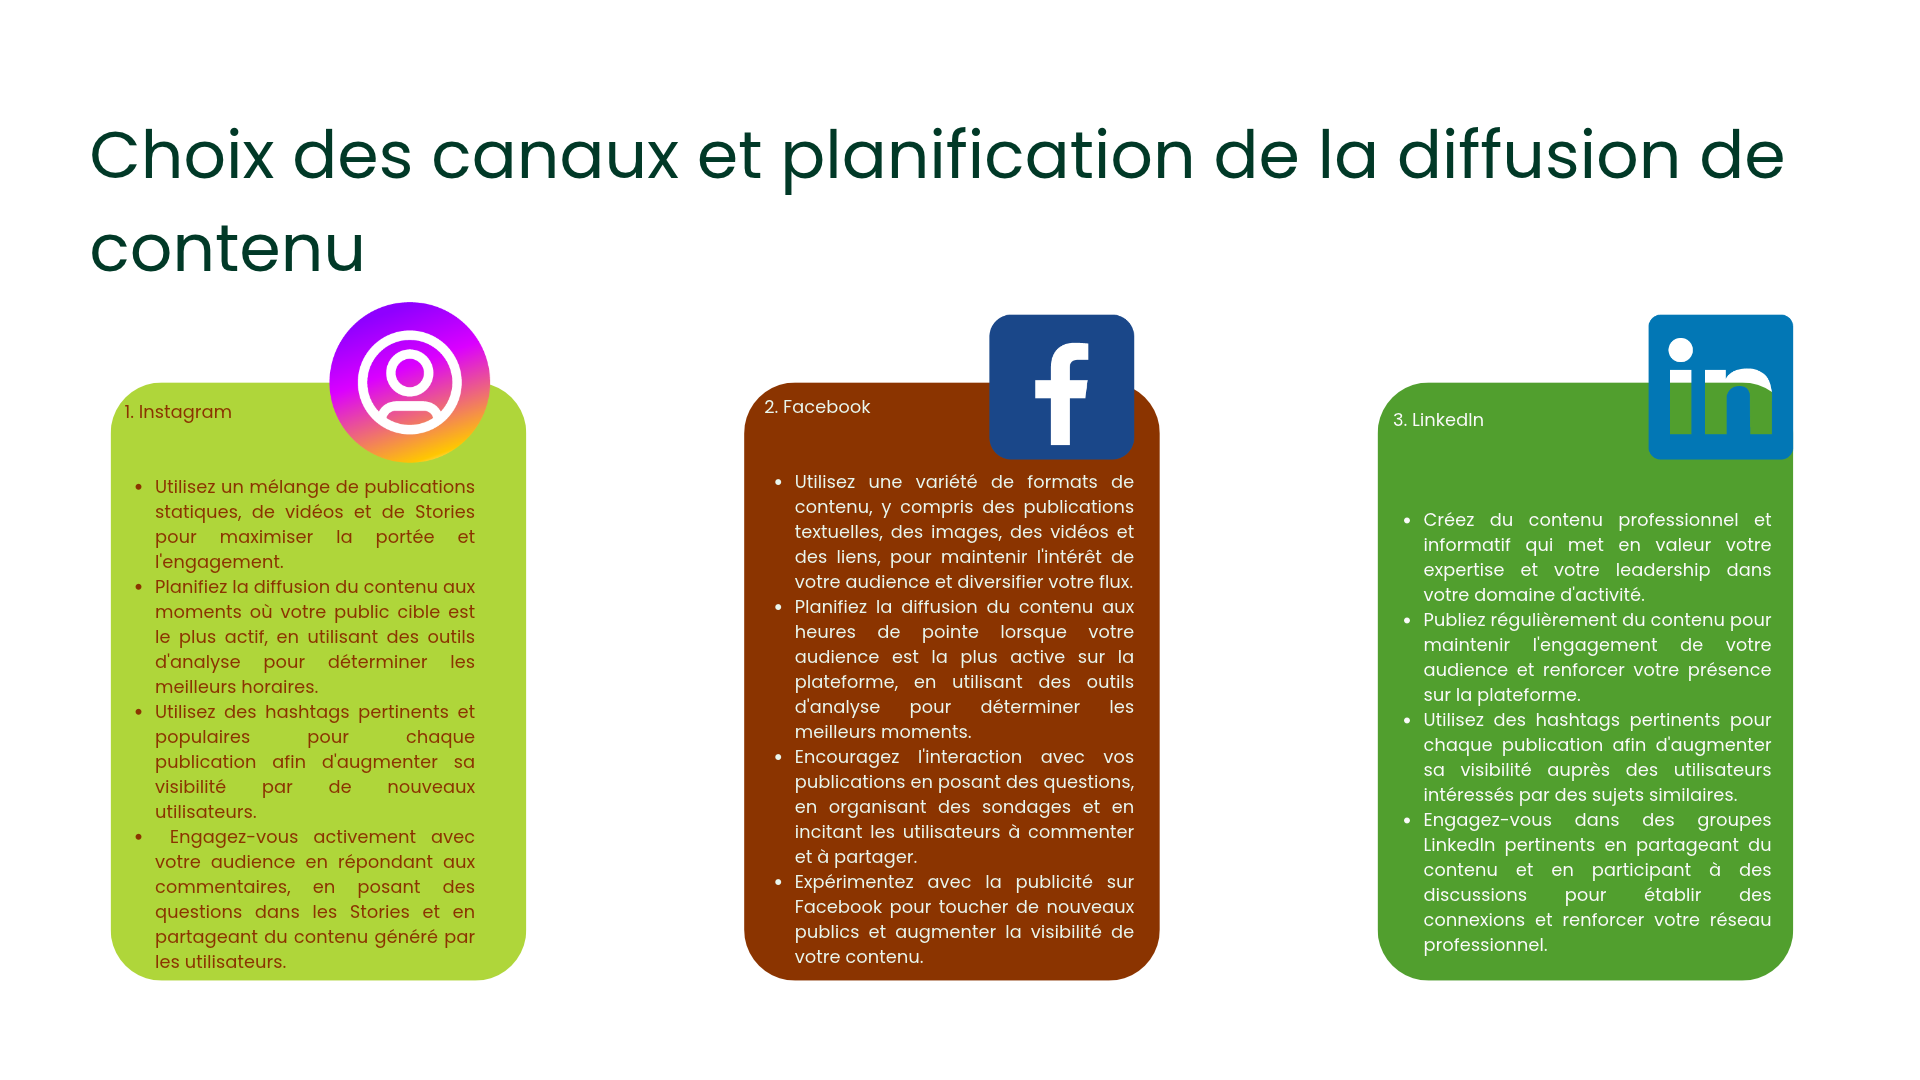 Choix des canaux et planification de la diffusion de
contenu
1. Instagram
Utilisez un mélange de publications
statiques, de vidéos et de Stories
pour maximiser la portée et
l'engagement.
Planifiez la diffusion du contenu aux
moments où votre public cible est
le plus actif, en utilisant des outils
d'analyse pour déterminer les
meilleurs horaires.
Utilisez des hashtags pertinents et
populaires pour chaque
publication afin d'augmenter sa
visibilité par de nouveaux
utilisateurs.
Engagez-vous activement avec
votre audience en répondant aux
commentaires, en posant des
questions dans les Stories et en
partageant du contenu généré par
les utilisateurs.
2. Facebook
Utilisez une variété de formats de
contenu, y compris des publications
textuelles, des images, des vidéos et
des liens, pour maintenir l'intérêt de
votre audience et diversifier votre flux.
Planifiez la diffusion du contenu aux
heures de pointe lorsque votre
audience est la plus active sur la
plateforme, en utilisant des outils
d'analyse pour déterminer les
meilleurs moments.
Encouragez l'interaction avec vos
publications en posant des questions,
en organisant des sondages et en
incitant les utilisateurs à commenter
et à partager.
Expérimentez avec la publicité sur
Facebook pour toucher de nouveaux
publics et augmenter la visibilité de
votre contenu.
3. LinkedIn
Créez du contenu professionnel et
informatif qui met en valeur votre
expertise et votre leadership dans
votre domaine d'activité.
Publiez régulièrement du contenu pour
maintenir l'engagement de votre
audience et renforcer votre présence
sur la plateforme.
Utilisez des hashtags pertinents pour
chaque publication afin d'augmenter
sa visibilité auprès des utilisateurs
intéressés par des sujets similaires.
Engagez-vous dans des groupes
LinkedIn pertinents en partageant du
contenu et en participant à des
discussions pour établir des
connexions et renforcer votre réseau
professionnel.